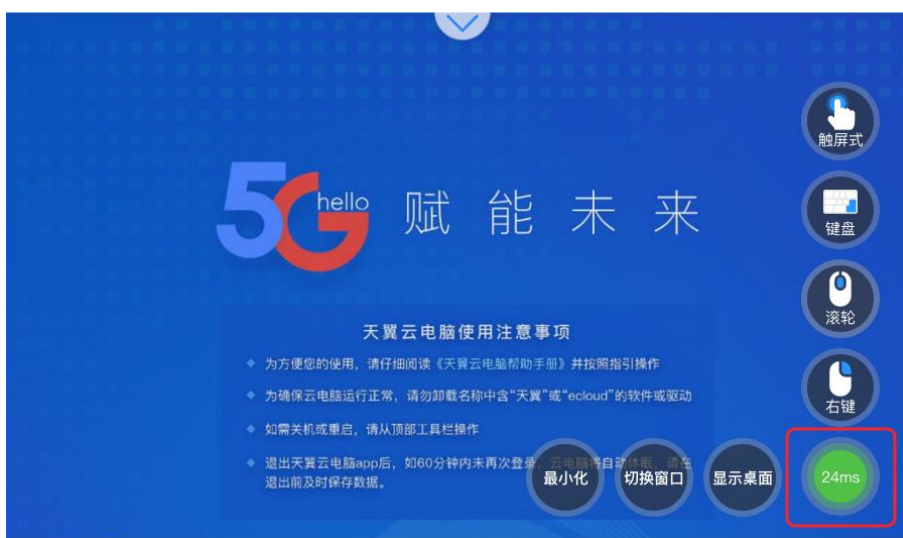 触屏式
5G hello 赋能未来
键盘
滚轮
天翼云电脑使用注意事项
为方便您的使用，请仔细阅读《天翼云电脑帮助手册》并按照指引操作
为确保云电脑运行正常，请勿卸载名称中含“天翼”或“ecloud”的软件或驱动
右键
如需关机或重启，请从顶部工具栏操作
退出天翼云电脑app后，如60分钟内未再次登录，云电脑将自动休眠，请在
退出前及时保存数据。
最小化 切换窗口 显示桌面 24ms